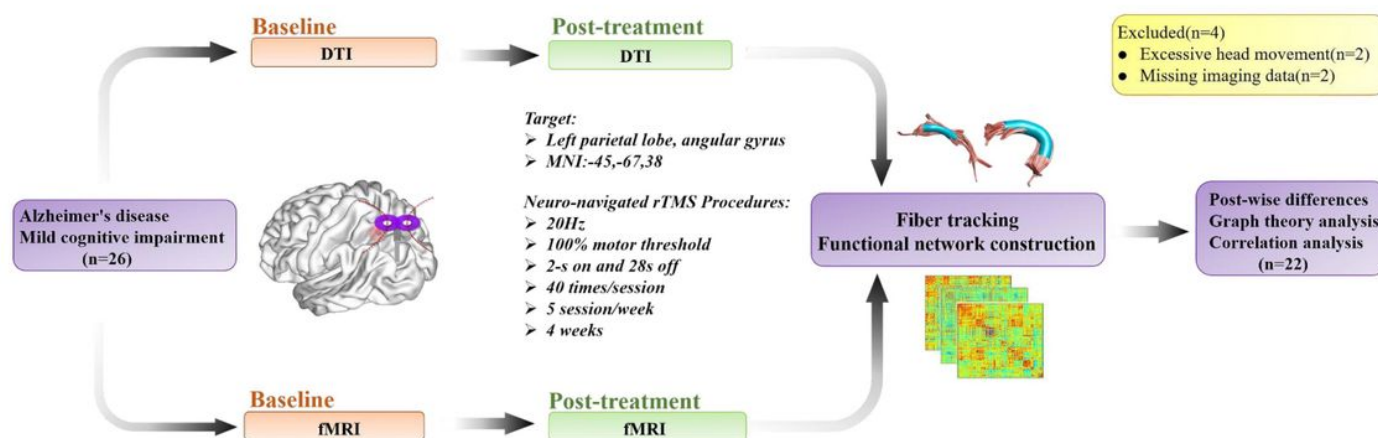 Baseline
DTI
Post-treatment
DTI
Excluded(n=4)
● Excessive head movement(n=2)
● Missing imaging data(n=2)
Target:
➢ Left parietal lobe, angular gyrus
➢ MNI:-45,-67,38
Alzheimer's disease
Mild cognitive impairment
(n=26)
Neuro-navigated rTMS Procedures:
➢ 20Hz
➢ 100% motor threshold
➢ 2-s on and 28s off
➢ 40 times/session
➢ 5 session/week
➢ 4 weeks
Fiber tracking
Functional network construction
Post-wise differences
Graph theory analysis
Correlation analysis
(n=22)
Baseline
fMRI
Post-treatment
fMRI